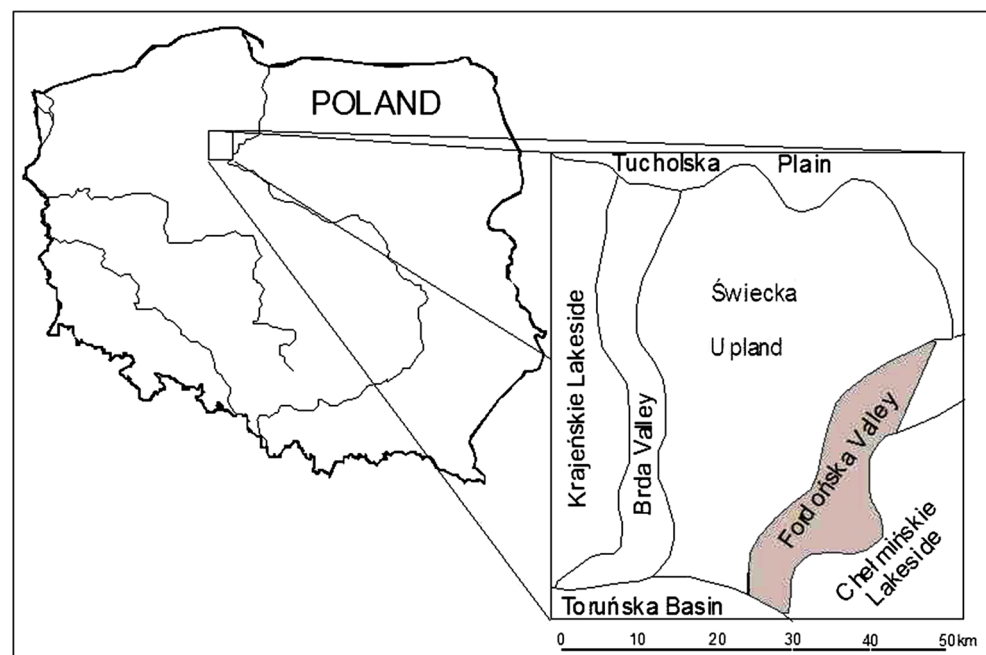 POLAND
Tucholska Plain
Świecka
Upland
Krajeńskie Lakeside
Brda Valley
Fordońska Valley
Chełmińskie
Lakeside
Toruńska Basin
0 10 20 30 40 50 km